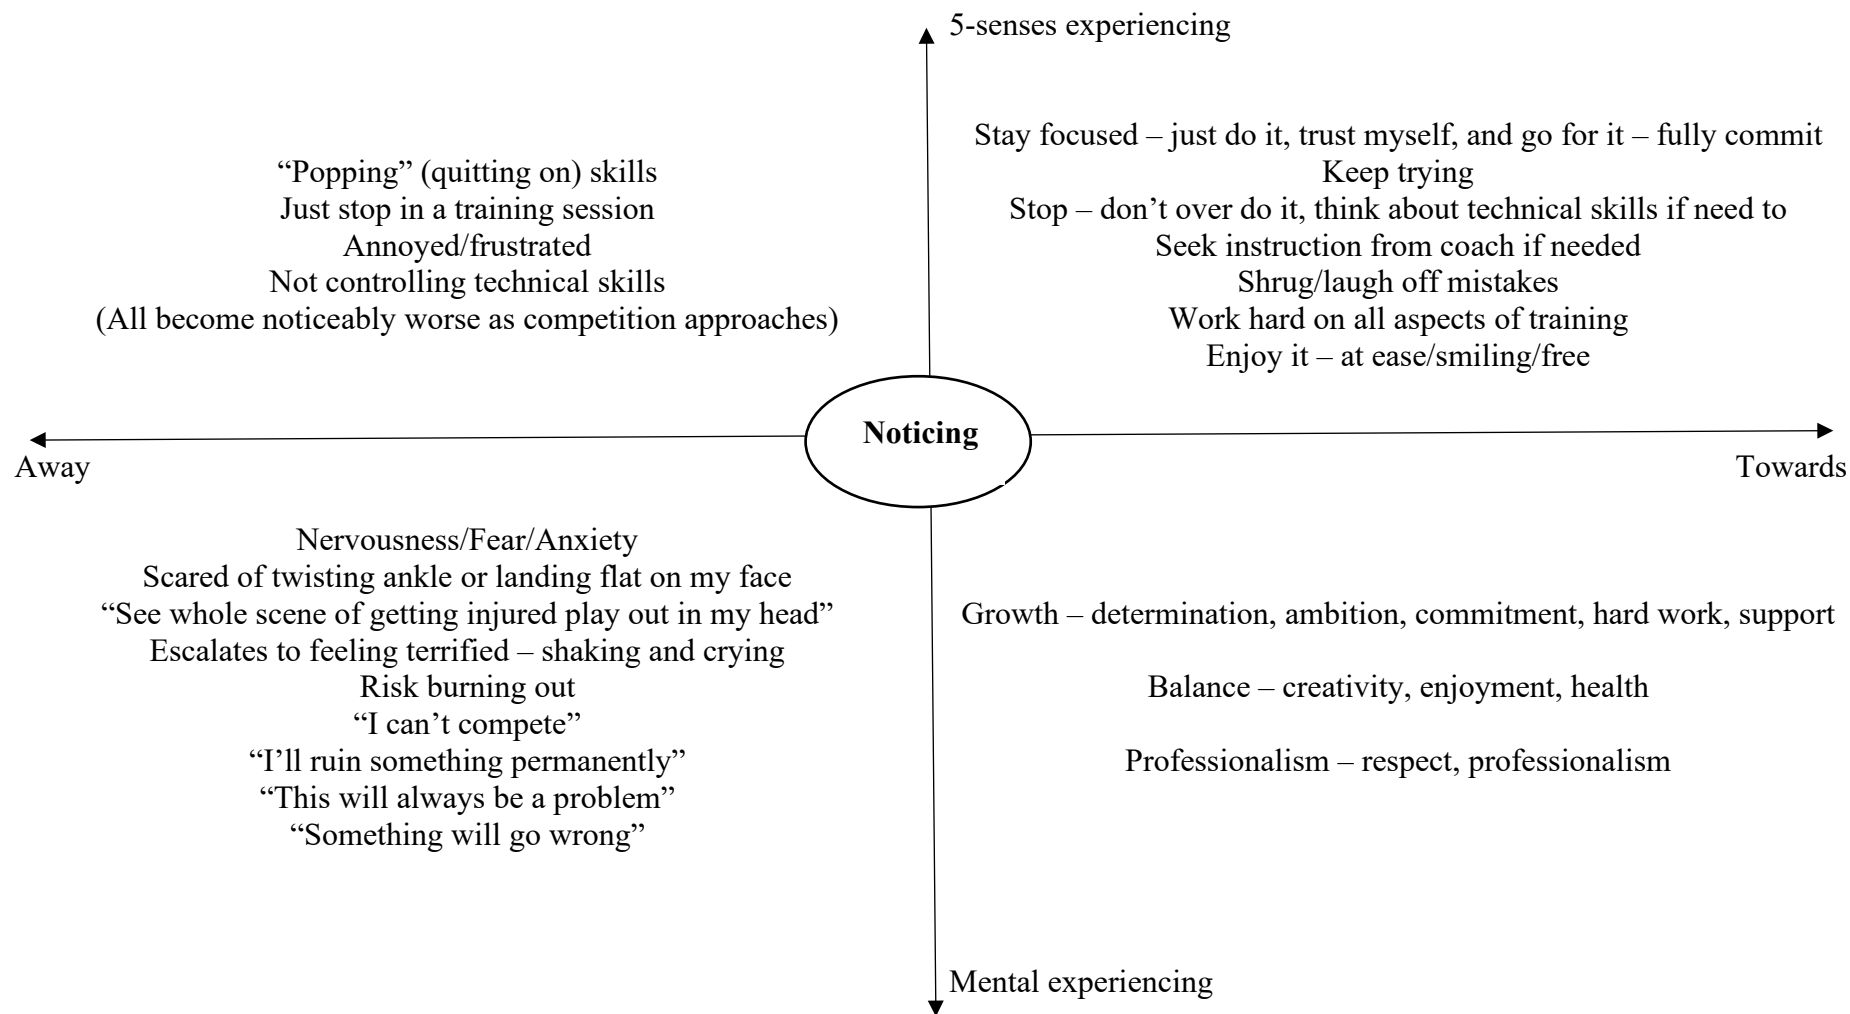 5-senses experiencing
“Popping” (quitting on) skills
Just stop in a training session
Annoyed/frustrated
Not controlling technical skills
(All become noticeably worse as competition approaches)
Stay focused – just do it, trust myself, and go for it – fully commit
Keep trying
Stop – don’t over do it, think about technical skills if need to
Seek instruction from coach if needed
Shrug/laugh off mistakes
Work hard on all aspects of training
Enjoy it – at ease/smiling/free
Noticing
Away
Towards
Nervousness/Fear/Anxiety
Scared of twisting ankle or landing flat on my face
“See whole scene of getting injured play out in my head”
Escalates to feeling terrified – shaking and crying
Risk burning out
“I can’t compete”
“I’ll ruin something permanently”
“This will always be a problem”
“Something will go wrong”
Growth – determination, ambition, commitment, hard work, support
Balance – creativity, enjoyment, health
Professionalism – respect, professionalism
Mental experiencing